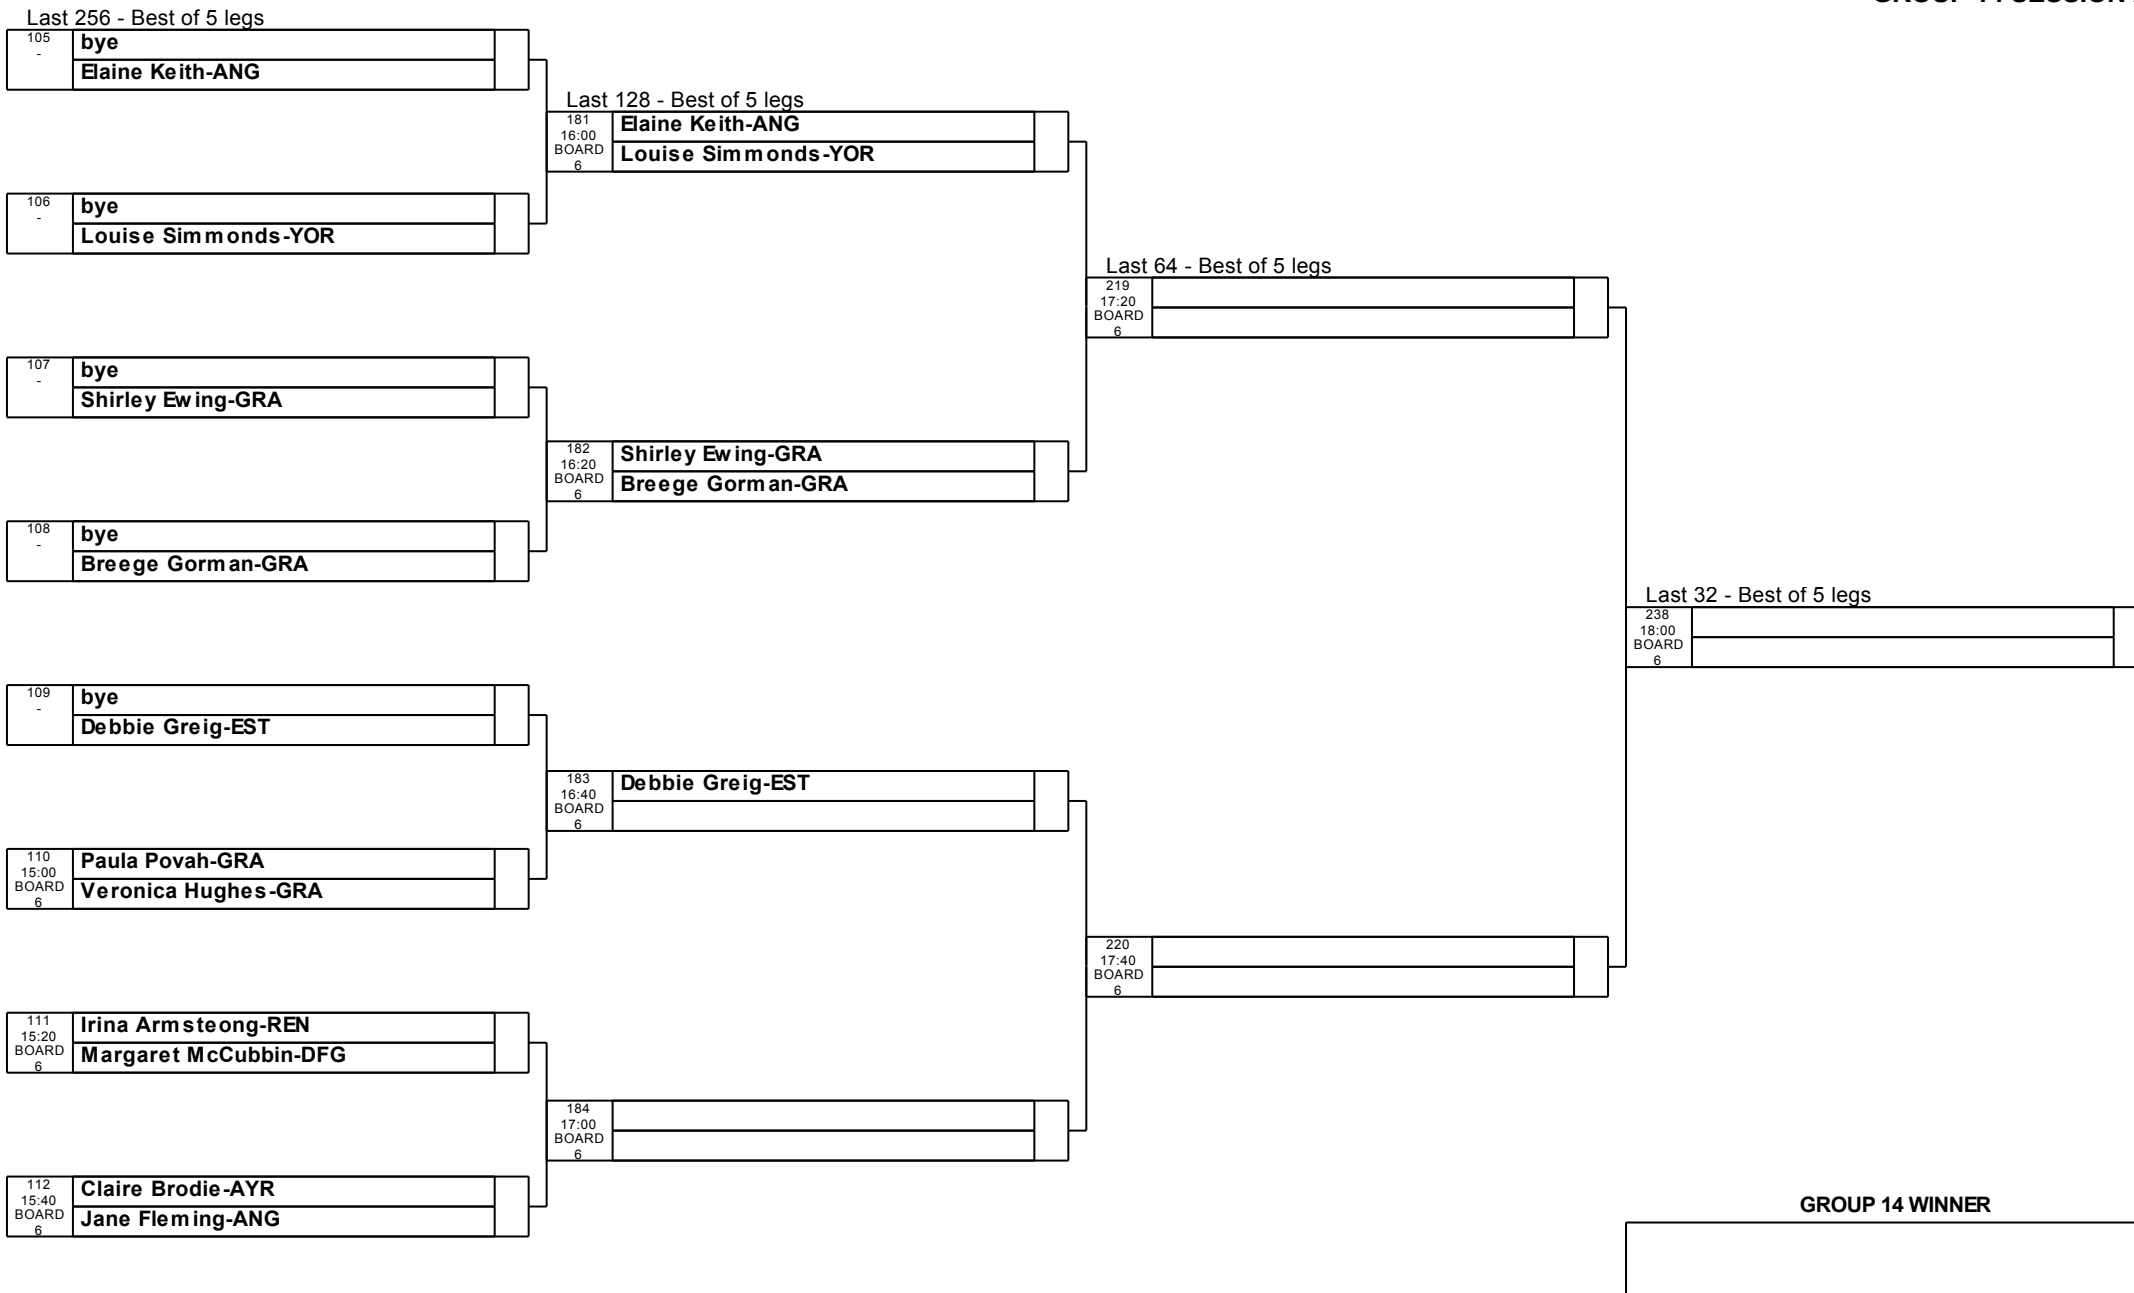 Last 256 - Best of 5 legs
105
-
bye
Elaine Keith-ANG
Last 128 - Best of 5 legs
181
16:00
BOARD
6
Elaine Keith-ANG
Louise Simmonds-YOR
106
-
bye
Louise Simmonds-YOR
Last 64 - Best of 5 legs
219
17:20
BOARD
6
107
-
bye
Shirley Ewing-GRA
182
16:20
BOARD
6
Shirley Ewing-GRA
Breege Gorman-GRA
108
-
bye
Breege Gorman-GRA
Last 32 - Best of 5 legs
238
18:00
BOARD
6
109
-
bye
Debbie Greig-EST
183
16:40
BOARD
6
Debbie Greig-EST
110
15:00
BOARD
6
Paula Povah-GRA
Veronica Hughes-GRA
220
17:40
BOARD
6
111
15:20
BOARD
6
Irina Armsteong-REN
Margaret McCubbin-DFG
184
17:00
BOARD
6
112
15:40
BOARD
6
Claire Brodie-AYR
Jane Fleming-ANG
GROUP 14 WINNER